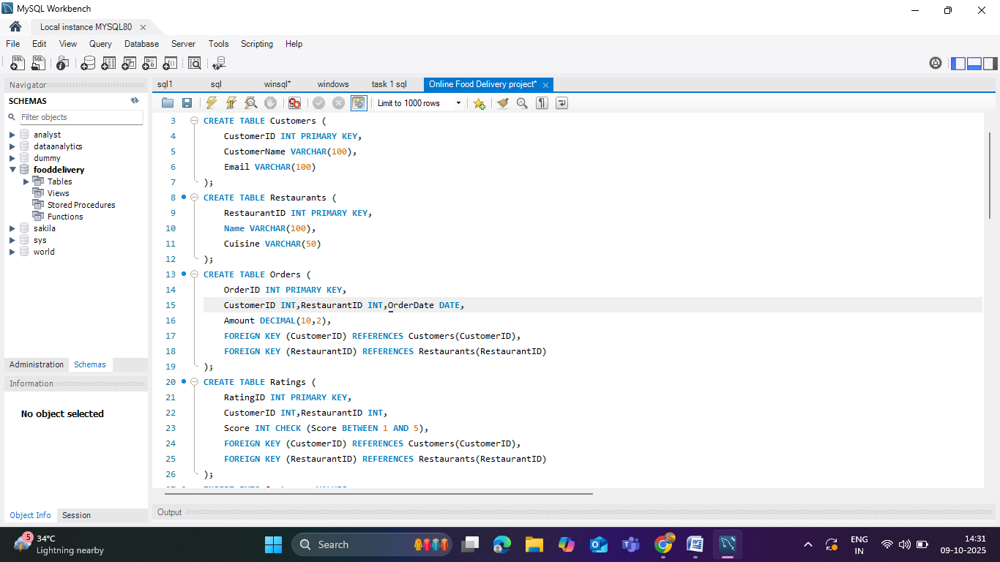 MySQL Workbench
Local instance MYSQL80
File Edit View Query Database Server Tools Scripting Help
Navigator
SCHEMAS
Filter objects
analyst
dataanalytics
dummy
fooddelivery
Tables
Views
Stored Procedures
Functions
sakila
sys
world
Administration Schemas
Information
No object selected
Object Info Session
sql1 sql winsql* windows task 1 sql Online Food Delivery project*
Limit to 1000 rows
3 CREATE TABLE Customers (
4 CustomerID INT PRIMARY KEY,
5 CustomerName VARCHAR(100),
6 Email VARCHAR(100)
7 );
8 CREATE TABLE Restaurants (
9 RestaurantID INT PRIMARY KEY,
10 Name VARCHAR(100),
11 Cuisine VARCHAR(50)
12 );
13 CREATE TABLE Orders (
14 OrderID INT PRIMARY KEY,
15 CustomerID INT,RestaurantID INT,OrderDate DATE,
16 Amount DECIMAL(10,2),
17 FOREIGN KEY (CustomerID) REFERENCES Customers(CustomerID),
18 FOREIGN KEY (RestaurantID) REFERENCES Restaurants(RestaurantID)
19 );
20 CREATE TABLE Ratings (
21 RatingID INT PRIMARY KEY,
22 CustomerID INT,RestaurantID INT,
23 Score INT CHECK (Score BETWEEN 1 AND 5),
24 FOREIGN KEY (CustomerID) REFERENCES Customers(CustomerID),
25 FOREIGN KEY (RestaurantID) REFERENCES Restaurants(RestaurantID)
26 );
Output
5
34°C
Lightning nearby
Search
ENG
IN
14:31
09-10-2025